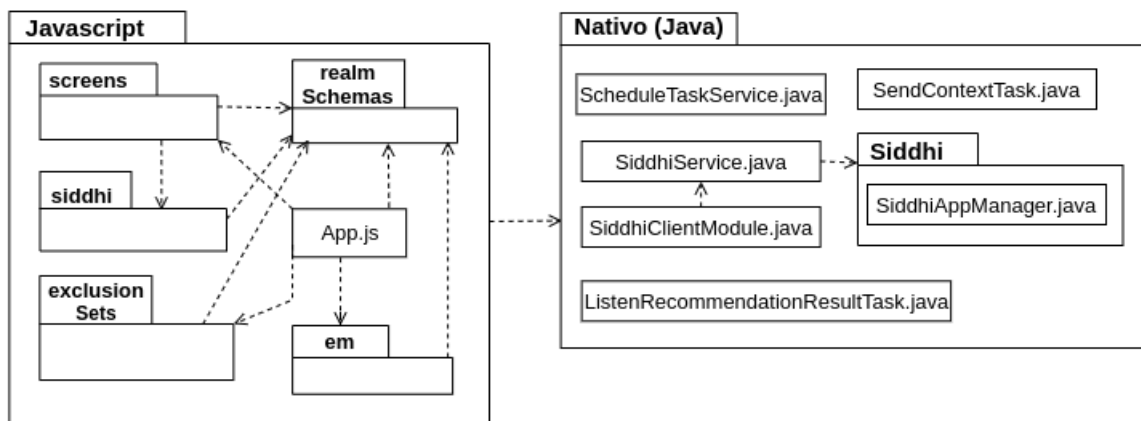 Javascript
screens
realm
Schemas
siddhi
App.js
exclusion
Sets
em
Nativo (Java)
ScheduleTaskService.java
SendContextTask.java
SiddhiService.java
Siddhi
SiddhiAppManager.java
SiddhiClientModule.java
ListenRecommendationResultTask.java